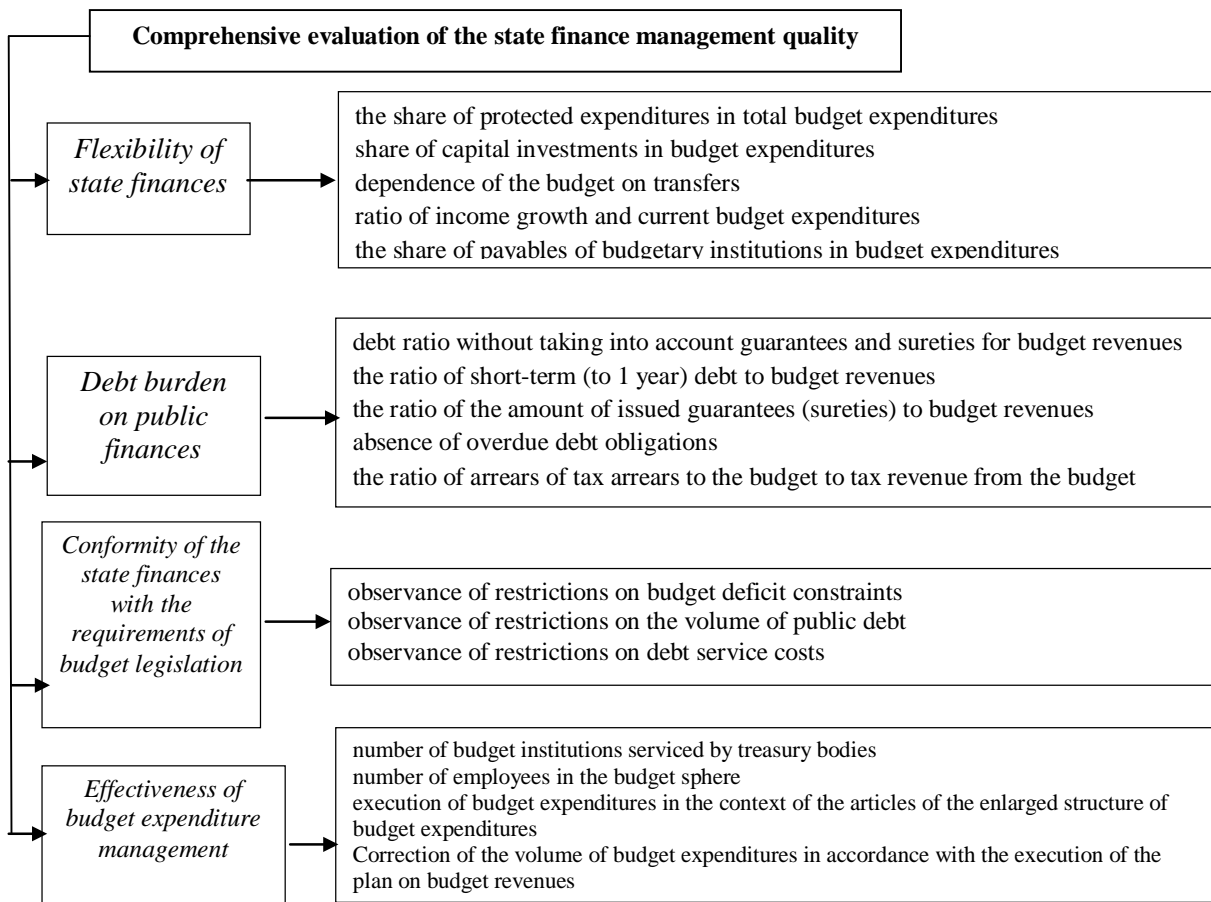 Comprehensive evaluation of the state finance management quality
Flexibility of
state finances
the share of protected expenditures in total budget expenditures
share of capital investments in budget expenditures
dependence of the budget on transfers
ratio of income growth and current budget expenditures
the share of payables of budgetary institutions in budget expenditures
Debt burden
on public
finances
debt ratio without taking into account guarantees and sureties for budget revenues
the ratio of short-term (to 1 year) debt to budget revenues
the ratio of the amount of issued guarantees (sureties) to budget revenues
absence of overdue debt obligations
the ratio of arrears of tax arrears to the budget to tax revenue from the budget
Conformity of the
state finances
with the
requirements of
budget legislation
observance of restrictions on budget deficit constraints
observance of restrictions on the volume of public debt
observance of restrictions on debt service costs
Effectiveness of
budget expenditure
management
number of budget institutions serviced by treasury bodies
number of employees in the budget sphere
execution of budget expenditures in the context of the articles of the enlarged structure of
budget expenditures
Correction of the volume of budget expenditures in accordance with the execution of the
plan on budget revenues